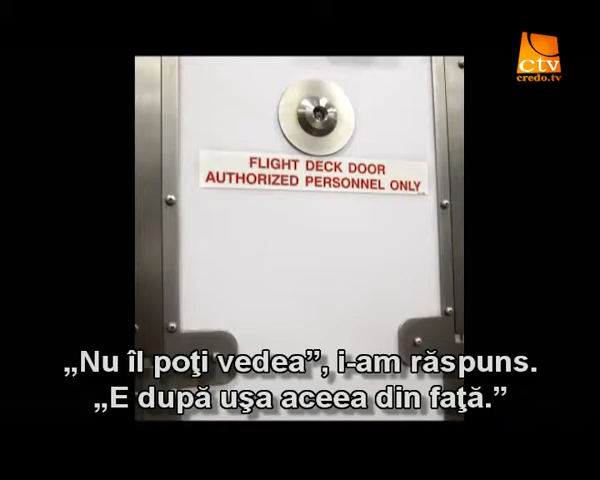 ctv
credo.tv
FLIGHT DECK DOOR
AUTHORIZED PERSONNEL ONLY
„Nu îl poţi vedea”, i-am răspuns.
„E după uşa aceea din faţă.”